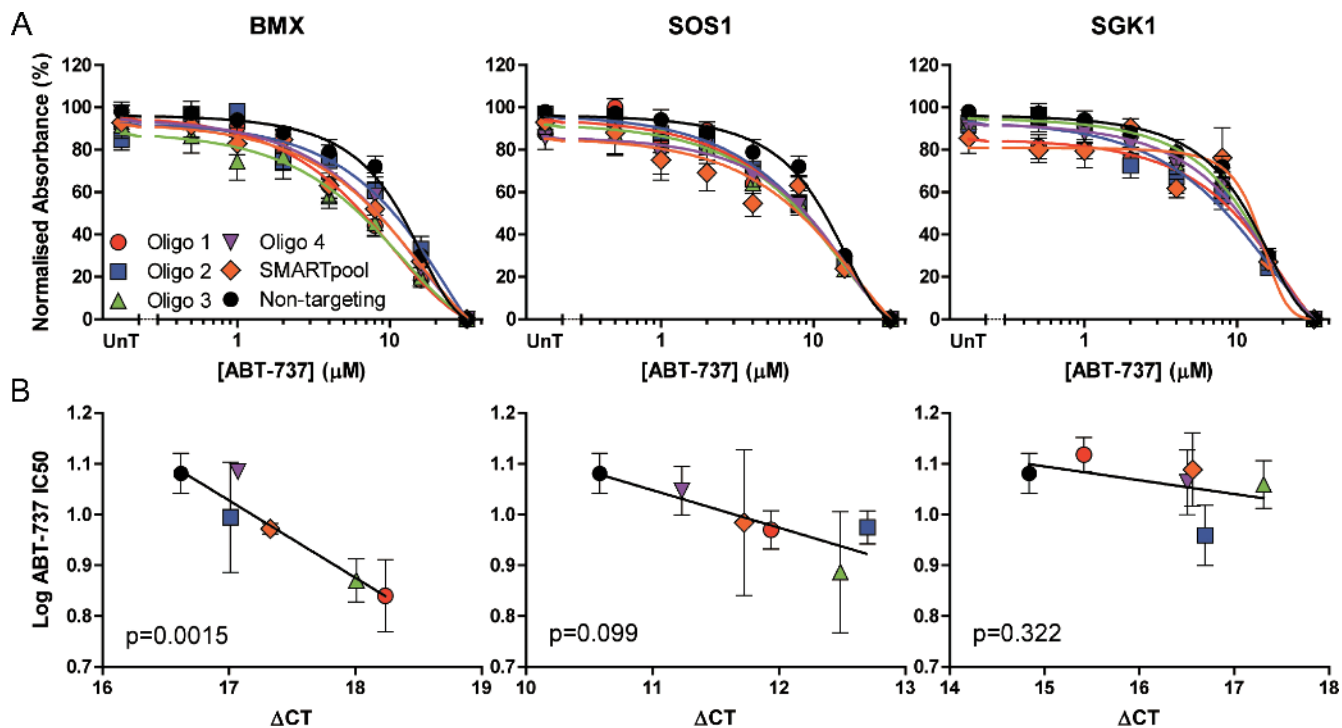 A
BMX
SOS1
SGK1
Normalised Absorbance (%)
120
100
80
60
40
20
0
Oligo 1
Oligo 2
Oligo 3
Oligo 4
SMARTpool
Non-targeting
UnT
1
10
[ABT-737] (μM)
120
100
80
60
40
20
0
UnT
1
10
[ABT-737] (μM)
120
100
80
60
40
20
0
UnT
1
10
[ABT-737] (μM)
B
Log ABT-737 IC50
1.2
1.1
1.0
0.9
0.8
0.7
p=0.0015
16
17
18
19
ΔCT
1.2
1.1
1.0
0.9
0.8
0.7
p=0.099
10
11
12
13
ΔCT
1.2
1.1
1.0
0.9
0.8
0.7
p=0.322
14
15
16
17
18
ΔCT